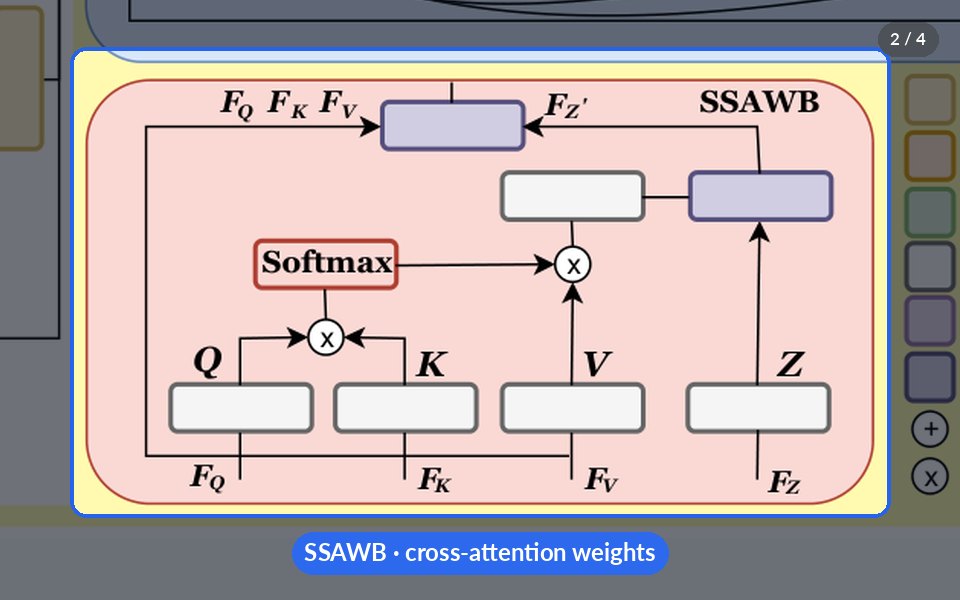 2 / 4
F_Q F_K F_V
F_Z'
SSAWB
Softmax
x
x
Q
K
V
Z
F_Q
F_K
F_V
F_Z
+
x
SSAWB · cross-attention weights